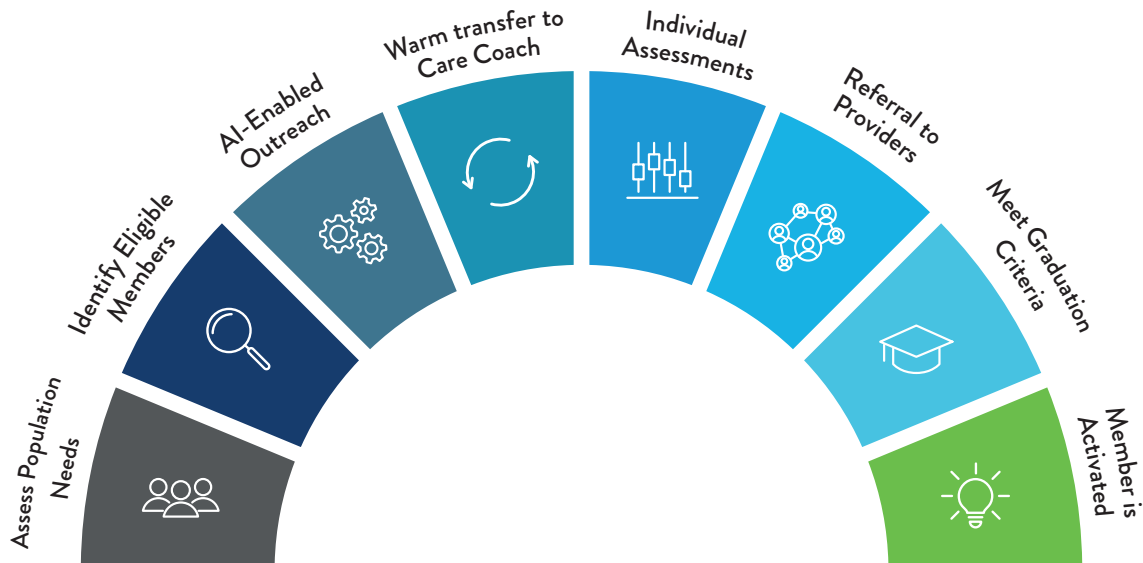 Assess Population
Needs
Identify Eligible
Members
AI-Enabled
Outreach
Warm transfer to
Care Coach
Individual
Assessments
Referral to
Providers
Meet Graduation
Criteria
Member is
Activated